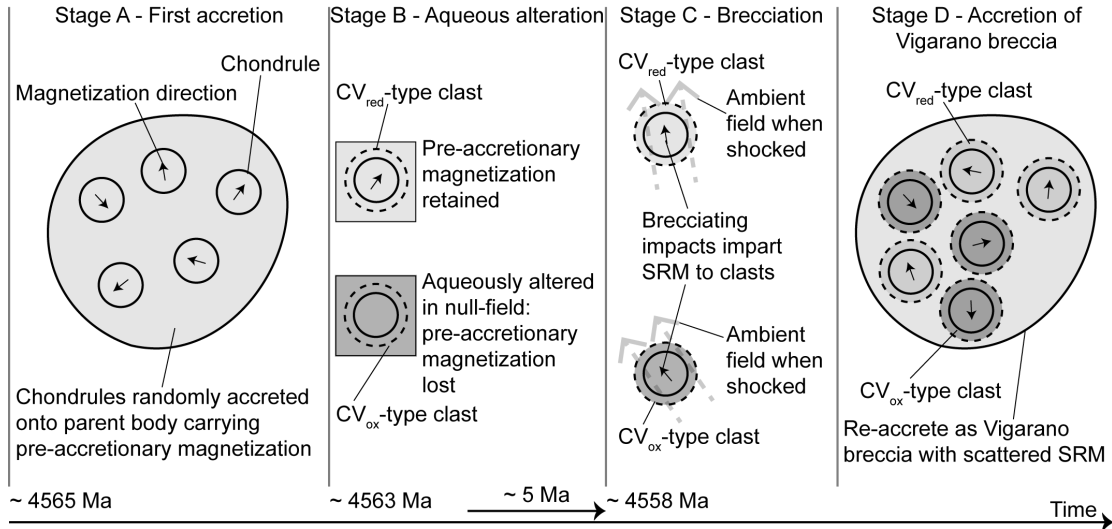 Stage A - First accretion
Chondrule
Magnetization direction
Chondrules randomly accreted
onto parent body carrying
pre-accretionary magnetization
~ 4565 Ma
Stage B - Aqueous alteration
CVred-type clast
Pre-accretionary
magnetization
retained
Aqueously altered
in null-field:
pre-accretionary
magnetization
lost
CVox-type clast
~ 4563 Ma
~ 5 Ma
Stage C - Brecciation
CVred-type clast
Ambient
field when
shocked
Brecciating
impacts impart
SRM to clasts
Ambient
field when
shocked
CVox-type clast
~ 4558 Ma
Stage D - Accretion of
Vigarano breccia
CVred-type clast
CVox-type clast
Re-accrete as Vigarano
breccia with scattered SRM
Time